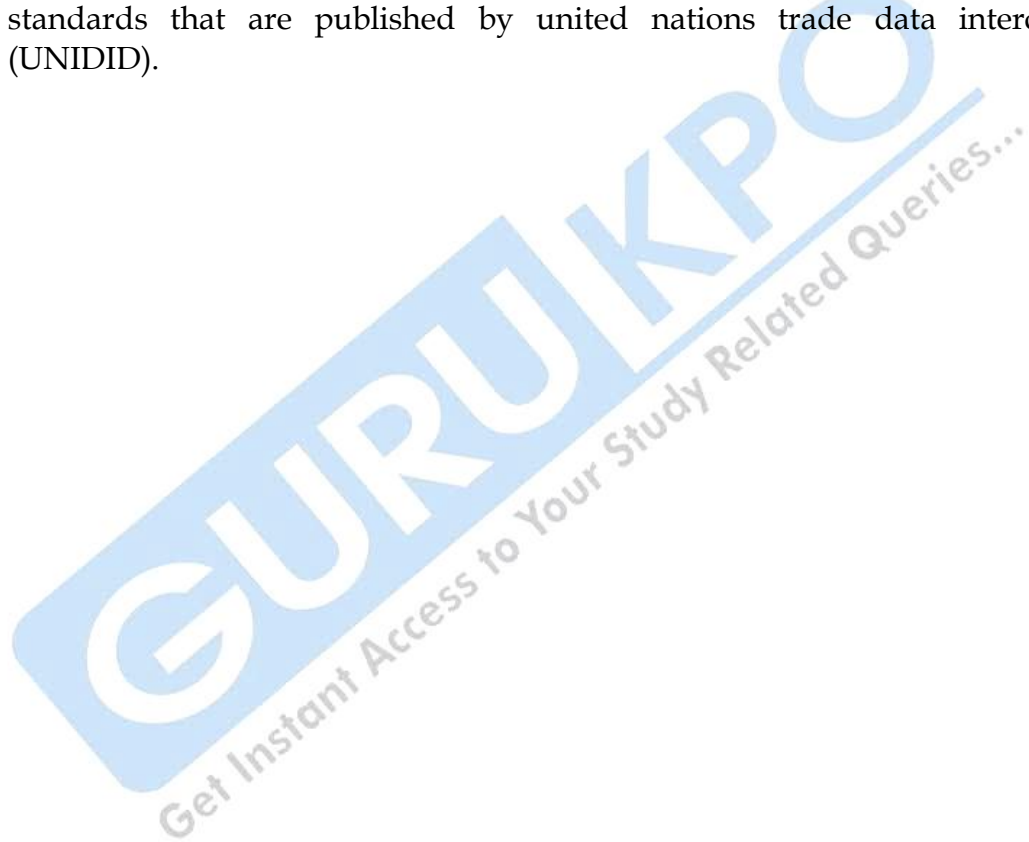 standards that are published by united nations trade data
(UNIDID).
GURUKPO
Get Instant Access to Your Study Related Queries...